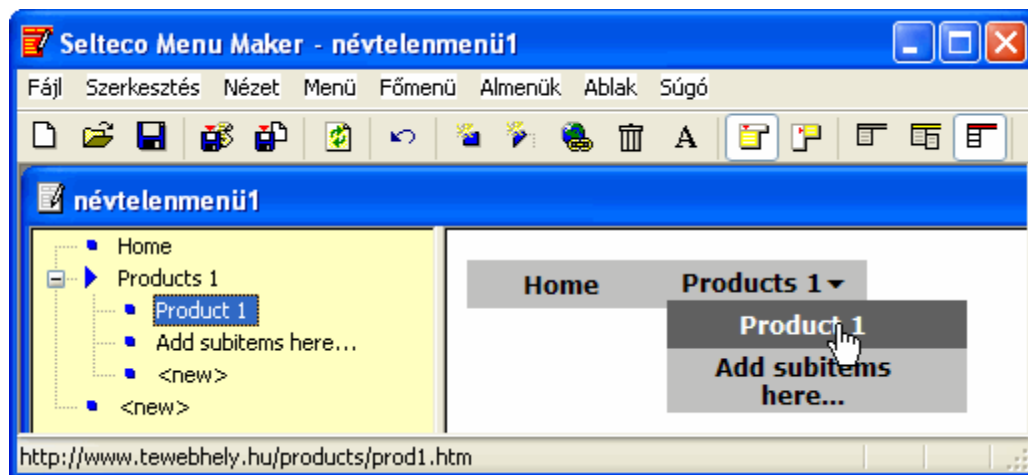 Selteco Menu Maker - névtelenmenü1
Fájl Szerkesztés Nézet Menü Főmenü Almenük Ablak Súgó
A
névtelenmenü1
Home
Products 1
Product 1
Add subitems here...
<new>
<new>
Home Products 1
Product 1
Add subitems
here...
http://www.tewebhely.hu/products/prod1.htm